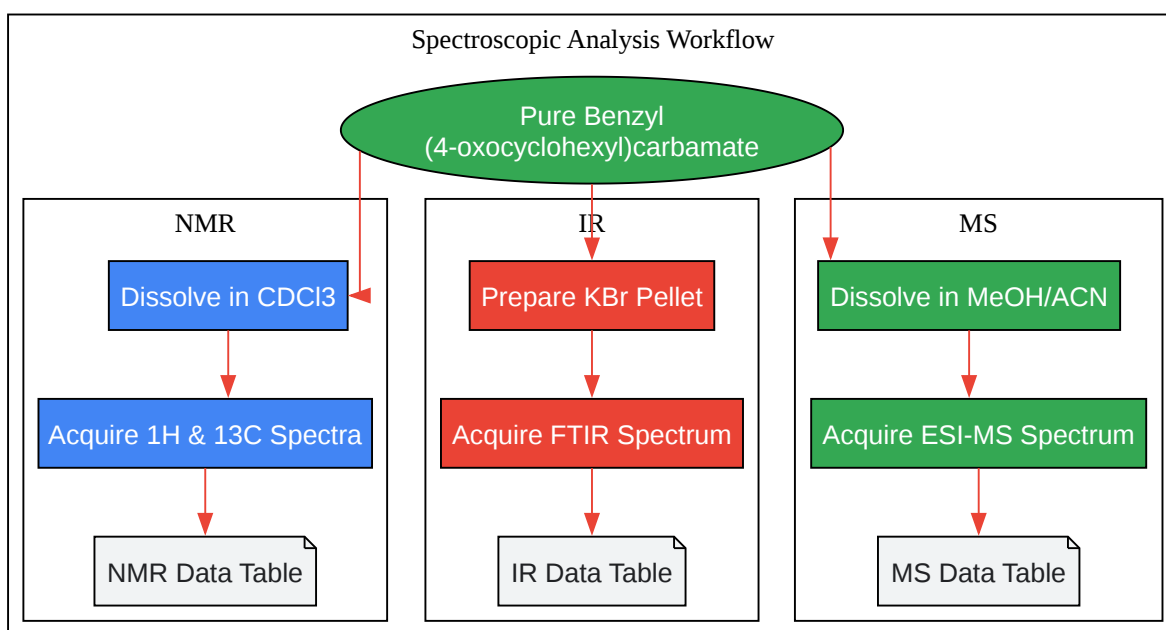 Spectroscopic Analysis Workflow
Pure Benzyl
(4-oxocyclohexyl)carbamate
NMR
IR
MS
Dissolve in CDCl3
Prepare KBr Pellet
Dissolve in MeOH/ACN
Acquire 1H & 13C Spectra
Acquire FTIR Spectrum
Acquire ESI-MS Spectrum
NMR Data Table
IR Data Table
MS Data Table